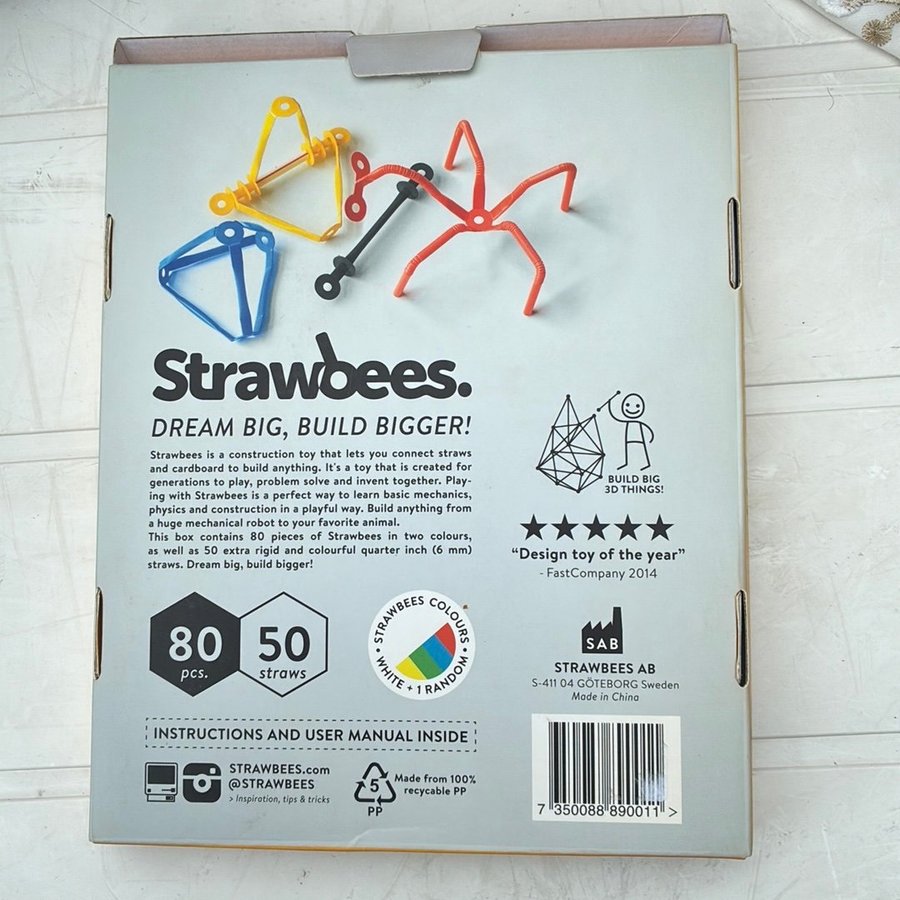 Strawbees.
DREAM BIG, BUILD BIGGER!
Strawbees is a construction toy that lets you connect straws
and cardboard to build anything. It's a toy that is created for
generations to play, problem solve and invent together. Play-
ing with Strawbees is a perfect way to learn basic mechanics,
physics and construction in a playful way. Build anything from
a huge mechanical robot to your favorite animal.
This box contains 80 pieces of Strawbees in two colours,
as well as 50 extra rigid and colourful quarter inch (6 mm)
straws. Dream big, build bigger!
BUILD BIG
3D THINGS!
"Design toy of the year"
- FastCompany 2014
80
pcs.
50
straws
• STRAWBEES COLOURS •
WHITE + 1 RANDOM
SAB
STRAWBEES AB
S-411 04 GÖTEBORG Sweden
Made in China
INSTRUCTIONS AND USER MANUAL INSIDE
STRAWBEES.com
@STRAWBEES
> Inspiration, tips & tricks
5
PP
Made from 100%
recyclable PP
7 350088 890011 >